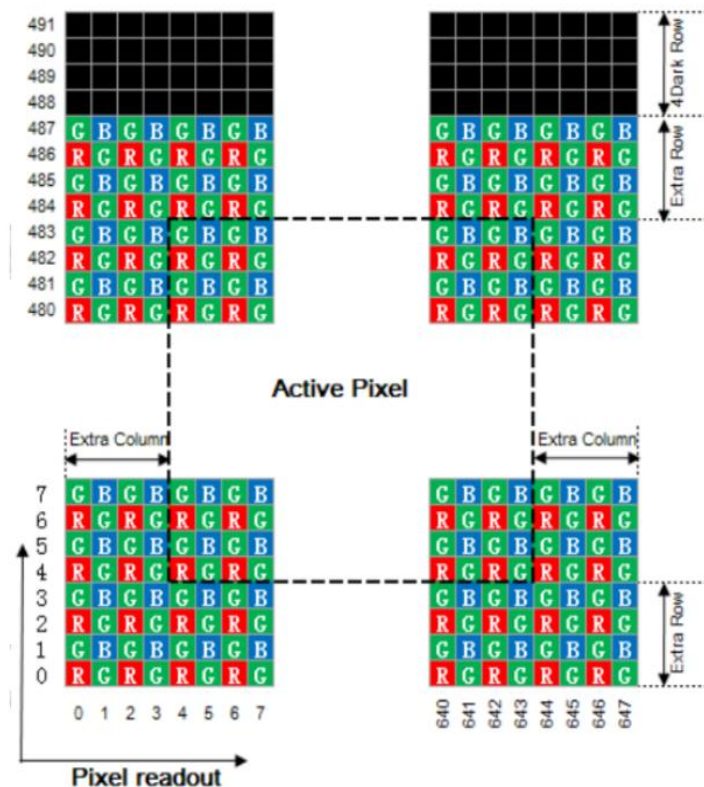 491
490
489
488
4Dark Row
487 G B G B G B G B G B G B G B G B
486 R G R G R G R G R G R G R G R G
485 G B G B G B G B G B G B G B G B
484 R G R G R G R G R G R G R G R G
Extra Row
483 G B G B G B G B G B G B G B G B
482 R G R G R G R G R G R G R G R G
481 G B G B G B G B G B G B G B G B
480 R G R G R G R G R G R G R G R G
Active Pixel
Extra Column Extra Column
7 G B G B G B G B G B G B G B G B
6 R G R G R G R G R G R G R G R G
5 G B G B G B G B G B G B G B G B
4 R G R G R G R G R G R G R G R G
3 G B G B G B G B G B G B G B G B
2 R G R G R G R G R G R G R G R G
1 G B G B G B G B G B G B G B G B
0 R G R G R G R G R G R G R G R G
Extra Row
0 1 2 3 4 5 6 7 640 641 642 643 644 645 646 647
Pixel readout